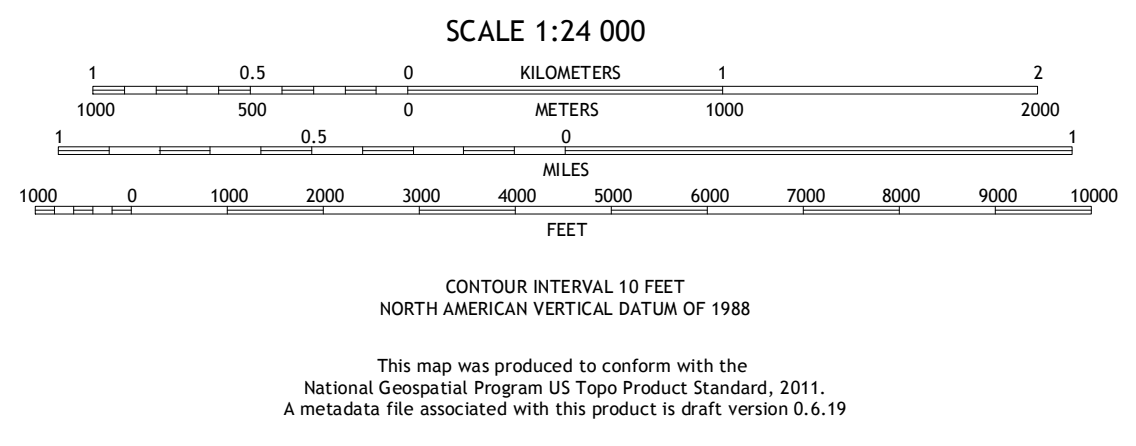 SCALE 1:24 000
1 0.5 0 KILOMETERS 1 2
1000 500 0 METERS 1000 2000
1 0.5 0 1
MILES
1000 0 1000 2000 3000 4000 5000 6000 7000 8000 9000 10000
FEET
CONTOUR INTERVAL 10 FEET
NORTH AMERICAN VERTICAL DATUM OF 1988
This map was produced to conform with the
National Geospatial Program US Topo Product Standard, 2011.
A metadata file associated with this product is draft version 0.6.19